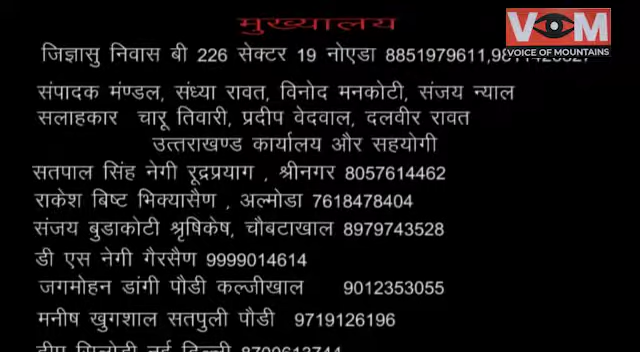 मुख्यालय
VOM
VOICE OF MOUNTAINS
जिज्ञासु निवास बी 226 सेक्टर 19 नोएडा 8851979611,
संपादक मंण्डल, संध्या रावत, विनोद मनकोटी, संजय न्याल
सलाहकार चारू तिवारी, प्रदीप वेदवाल, दलवीर रावत
उत्तराखण्ड कार्यालय और सहयोगी
सतपाल सिंह नेगी रूद्रप्रयाग , श्रीनगर 8057614462
राकेश बिष्ट भिक्यासैण , अल्मोडा 7618478404
संजय बुडाकोटी श्रृषिकेष, चौबटाखाल 8979743528
डी एस नेगी गैरसैण 9999014614
जगमोहन डांगी पौडी कल्जीखाल 9012353055
मनीष खुगशाल सतपुली पौडी 9719126196